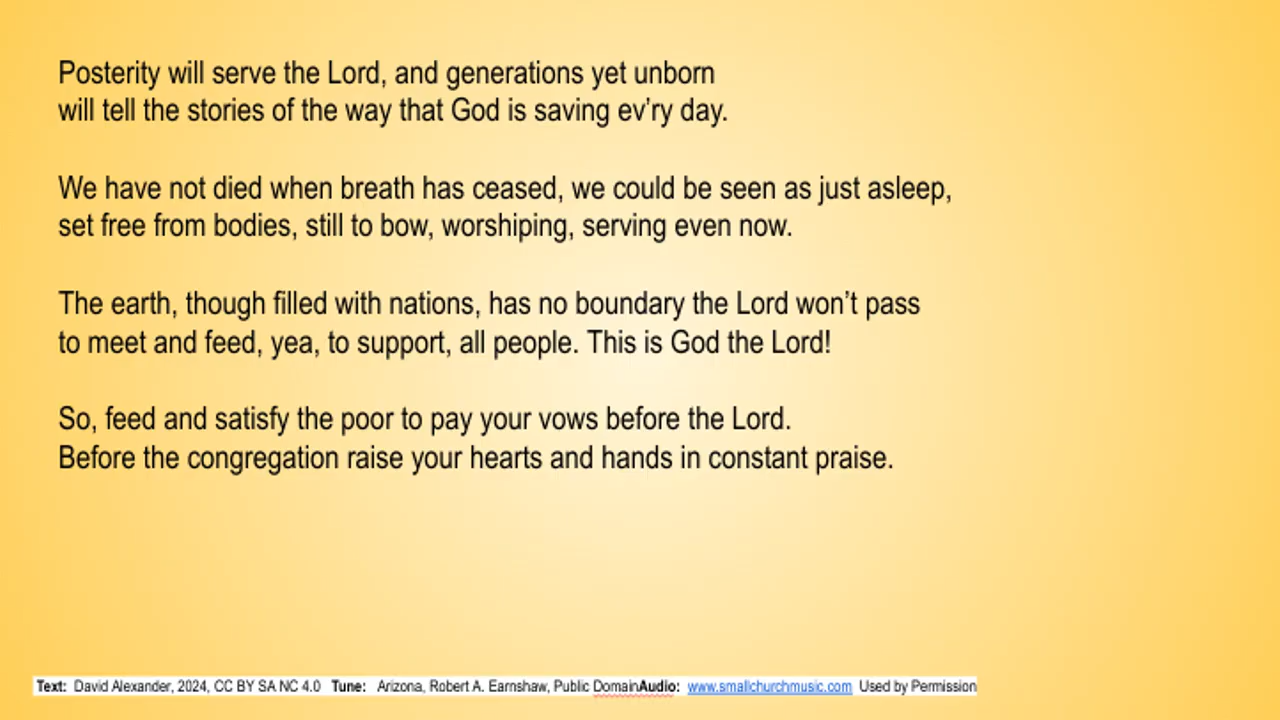 Posterity will serve the Lord, and generations yet unborn
will tell the stories of the way that God is saving ev’ry day.
We have not died when breath has ceased, we could be seen as just asleep,
set free from bodies, still to bow, worshiping, serving even now.
The earth, though filled with nations, has no boundary the Lord won’t pass
to meet and feed, yea, to support, all people. This is God the Lord!
So, feed and satisfy the poor to pay your vows before the Lord.
Before the congregation raise your hearts and hands in constant praise.
Text: David Alexander, 2024, CC BY SA NC 4.0 Tune: Arizona, Robert A. Earnshaw, Public DomainAudio: www.smallchurchmusic.com Used by Permission